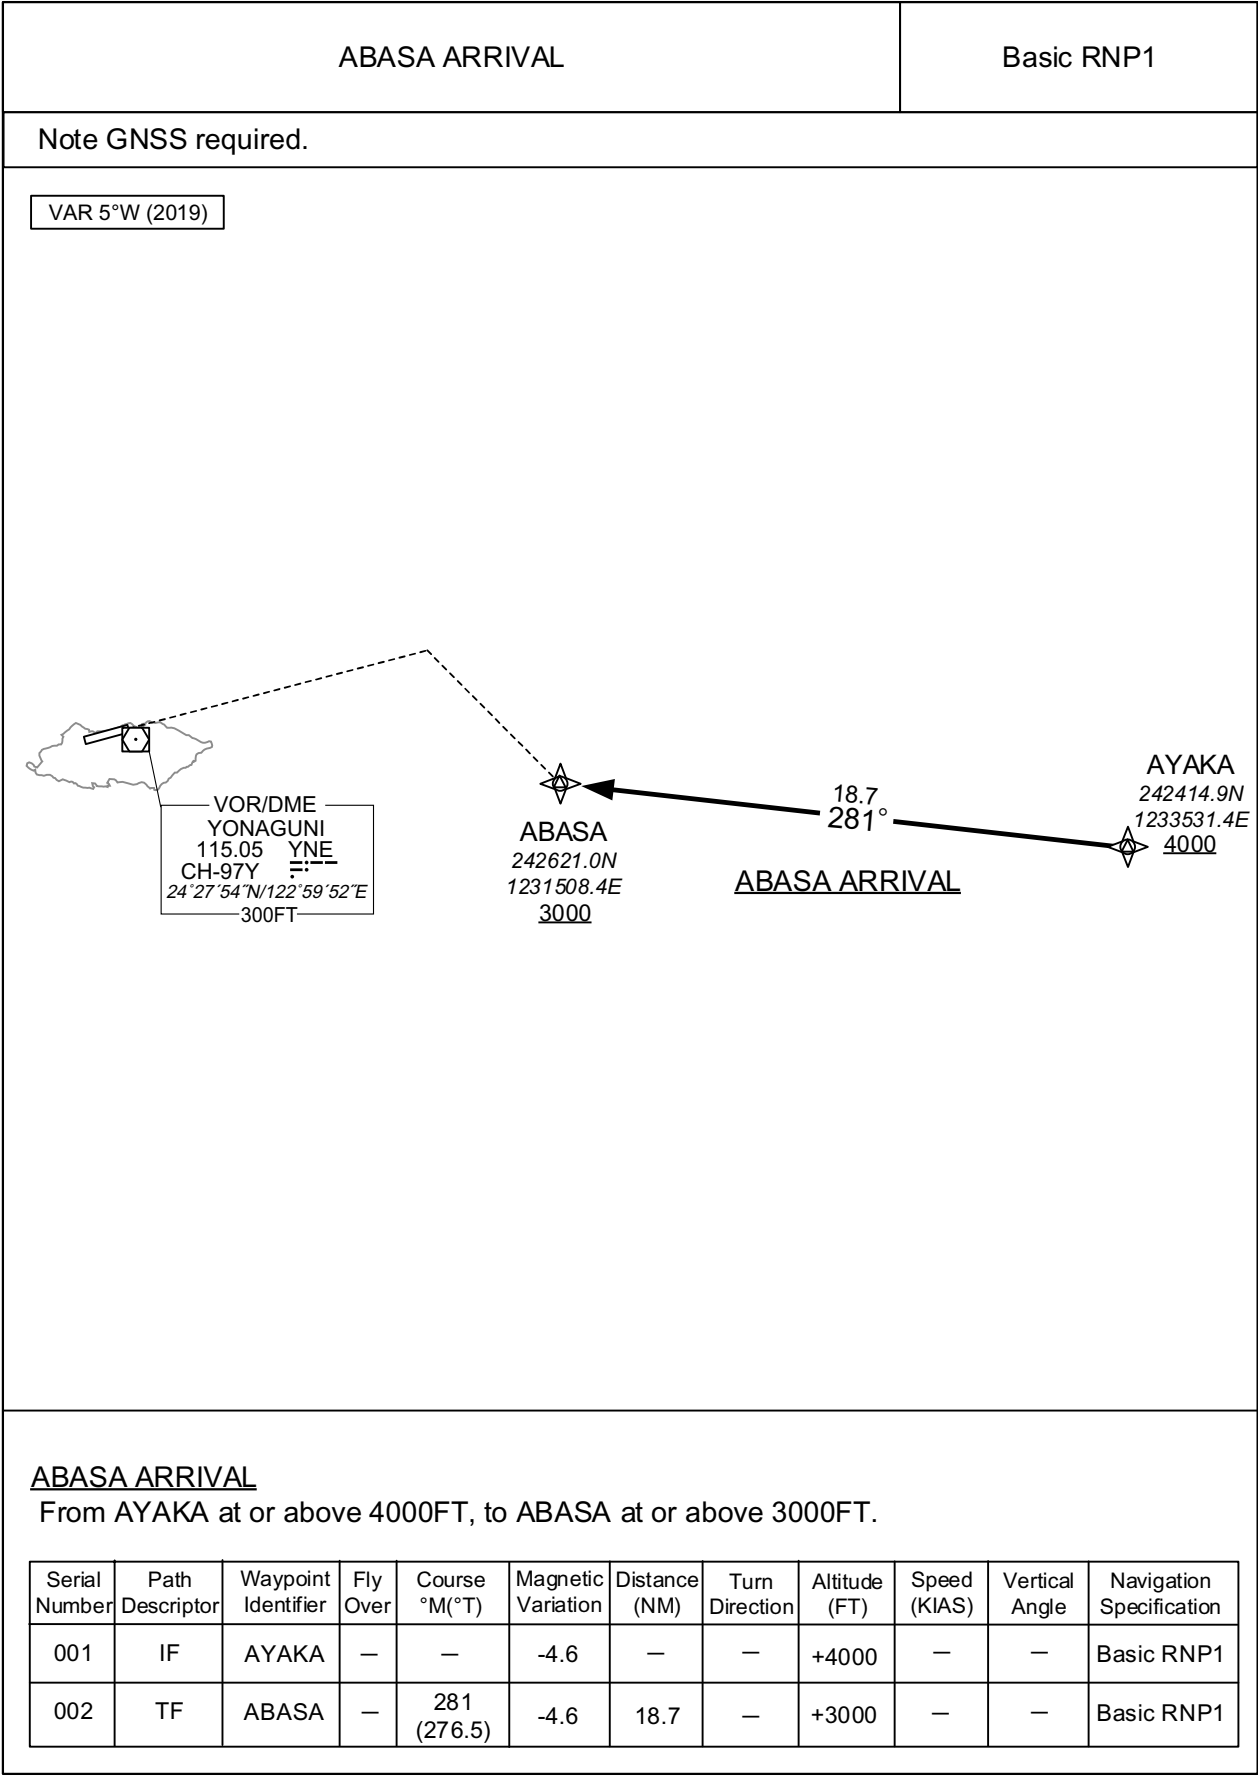 ABASA ARRIVAL
Basic RNP1
Note GNSS required.
VAR 5°W (2019)
VOR/DME
YONAGUNI
115.05 YNE
CH-97Y
24°27´54˝N/122°59´52˝E
300FT
ABASA
242621.0N
1231508.4E
3000
18.7
281°
ABASA ARRIVAL
AYAKA
242414.9N
1233531.4E
4000
ABASA ARRIVAL
From AYAKA at or above 4000FT, to ABASA at or above 3000FT.
Serial Path Waypoint Fly Course Magnetic Distance Turn Altitude Speed Vertical Navigation
Number Descriptor Identifier Over °M(°T) Variation (NM) Direction (FT) (KIAS) Angle Specification
001 IF AYAKA — — -4.6 — — +4000 — — Basic RNP1
002 TF ABASA — 281 -4.6 18.7 — +3000 — — Basic RNP1
(276.5)